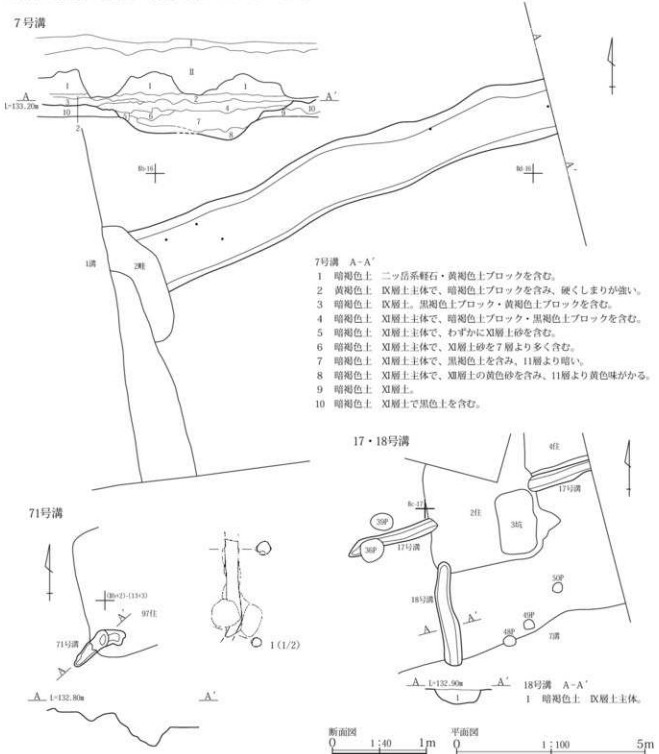 7号溝
I
II
1
1
1
A
A′
L=133.20m
2
3
4
10
5
6
7
8
9
10
2
A
A′
Bb-16
Bd-16
1溝
2畦
7号溝 A-A′
1 暗褐色土 二ッ岳系軽石・黄褐色土ブロックを含む。
2 黄褐色土 Ⅸ層土主体で、暗褐色土ブロックを含み、硬くしまりが強い。
3 暗褐色土 Ⅸ層土。黒褐色土ブロック・黄褐色土ブロックを含む。
4 暗褐色土 Ⅺ層土主体で、暗褐色土ブロック・黒褐色土ブロックを含む。
5 暗褐色土 Ⅺ層土主体で、わずかにⅪ層土砂を含む。
6 暗褐色土 Ⅺ層土主体で、Ⅺ層土砂を7層より多く含む。
7 暗褐色土 Ⅺ層土主体で、黒褐色土を含み、11層より暗い。
8 暗褐色土 Ⅺ層土主体で、Ⅻ層土の黄色砂を含み、11層より黄色味がかる。
9 暗褐色土 Ⅺ層土。
10 暗褐色土 Ⅺ層土で黒色土を含む。
17・18号溝
4住
17号溝
Bc-17
2住
3坑
39P
36P
17号溝
18号溝
50P
49P
48P
7溝
A
A′
A L=132.90m A′
1
18号溝 A-A′
1 暗褐色土 Ⅸ層土主体。
71号溝
97住
A′
71号溝
A
1(1/2)
A L=132.80m A′
断面図
0 1:40 1m
平面図
0 1:100 5m